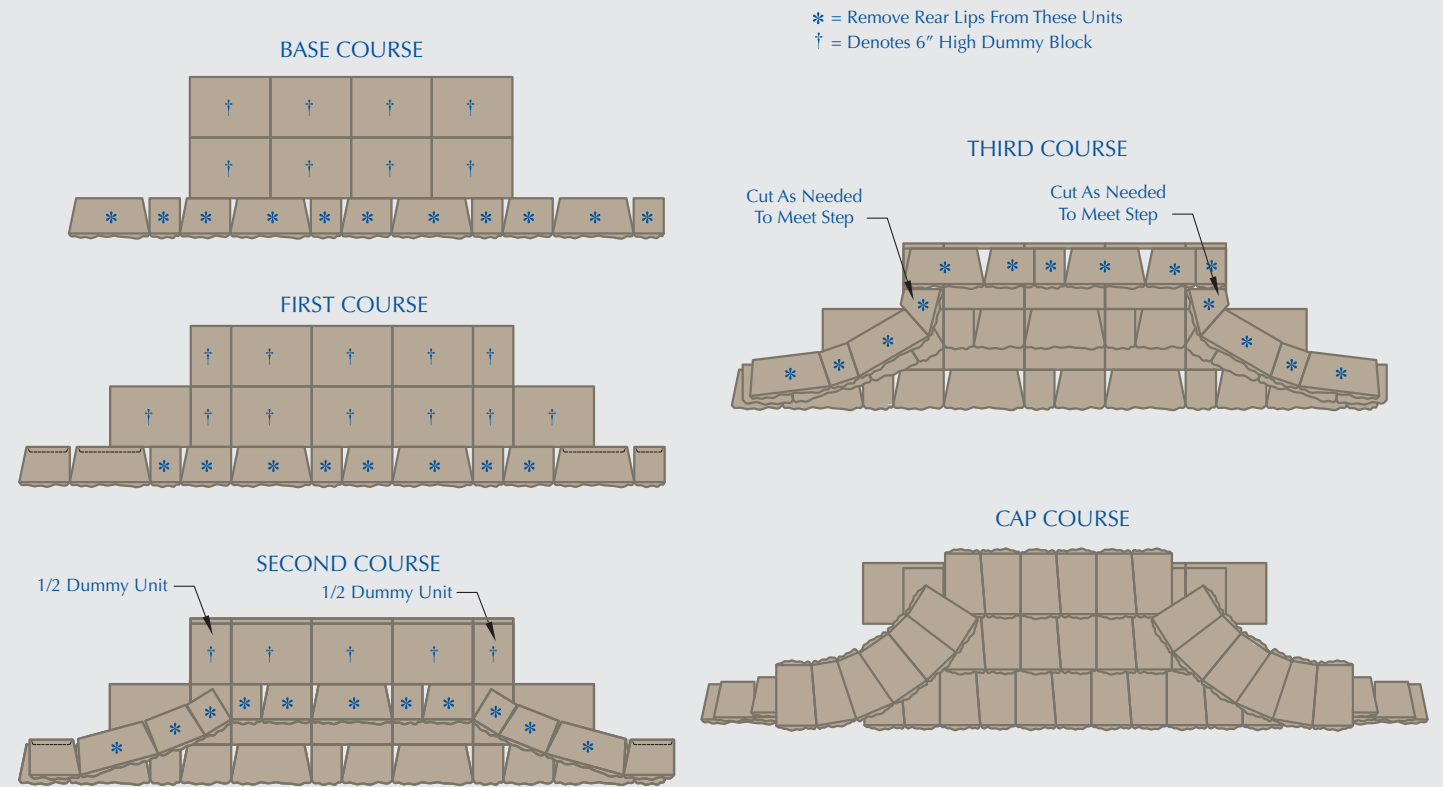 * = Remove Rear Lips From These Units
† = Denotes 6” High Dummy Block
BASE COURSE
† † † †
† † † †
* * * * * * * * * * *
FIRST COURSE
† † † † †
† † † † † † †
* * * * * * * *
SECOND COURSE
1/2 Dummy Unit
1/2 Dummy Unit
† † † † †
* * * * * * * * * * *
THIRD COURSE
Cut As Needed
To Meet Step
Cut As Needed
To Meet Step
* * * * * *
* *
* *
* *
* *
CAP COURSE